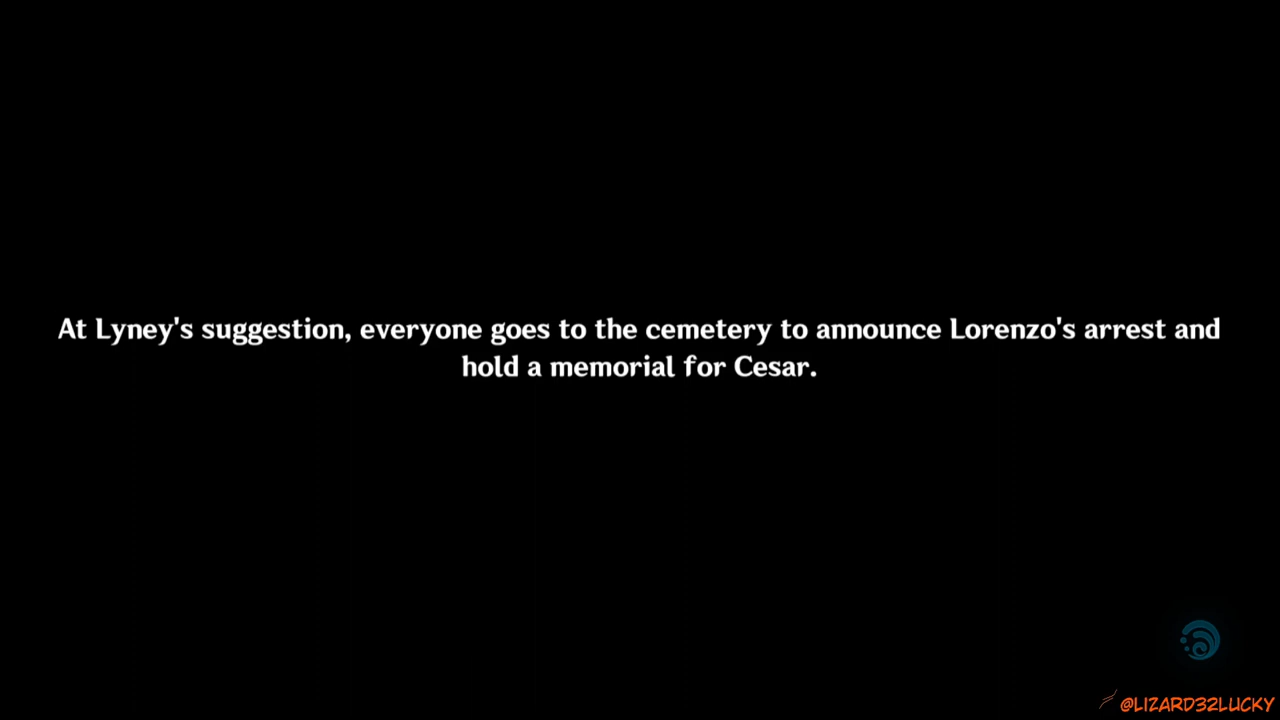 At Lyney's suggestion, everyone goes to the cemetery to announce Lorenzo's arrest and
hold a memorial for Cesar.
@LIZARD32LUCKY